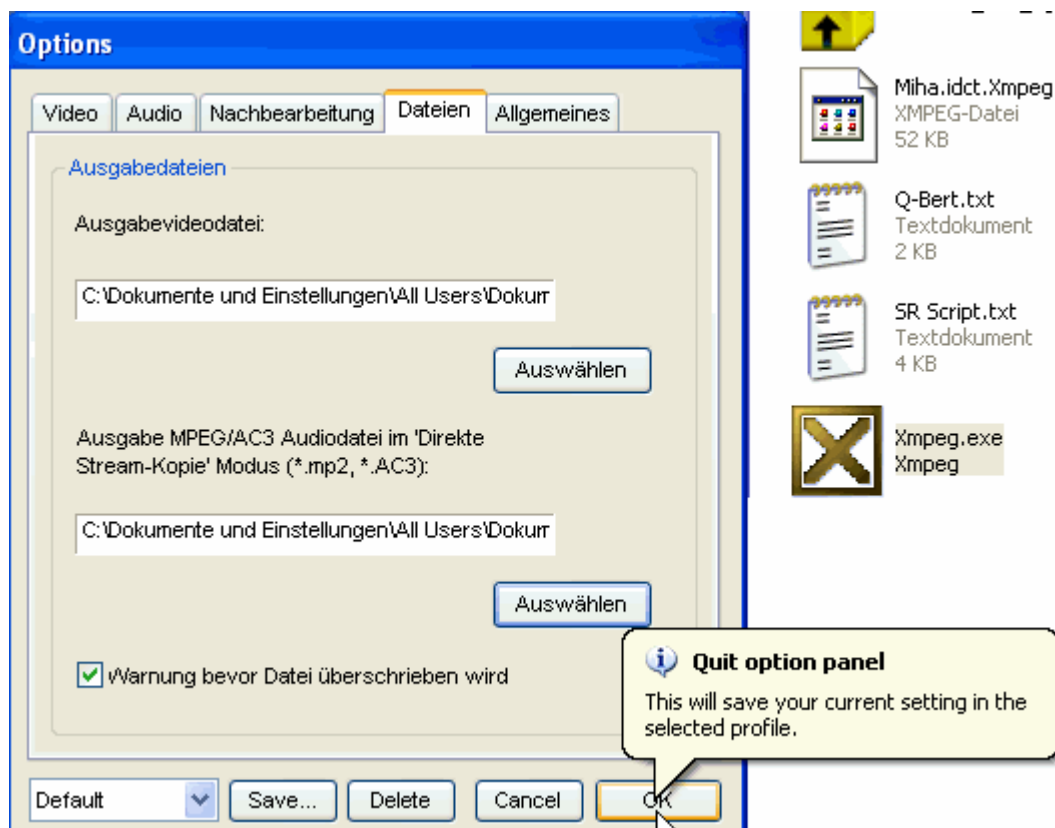 Options
Video Audio Nachbearbeitung Dateien Allgemeines
Ausgabedateien
Ausgabevideodatei:
C:\Dokumente und Einstellungen\All Users\Dokum
Auswählen
Ausgabe MPEG/AC3 Audiodatei im 'Direkte
Stream-Kopie' Modus (*.mp2, *.AC3):
C:\Dokumente und Einstellungen\All Users\Dokum
Auswählen
Warnung bevor Datei überschrieben wird
Default Save... Delete Cancel OK
Quit option panel
This will save your current setting in the
selected profile.
Miha.idct.Xmpeg
XMPEG-Datei
52 KB
Q-Bert.txt
Textdokument
2 KB
SR Script.txt
Textdokument
4 KB
Xmpeg.exe
Xmpeg